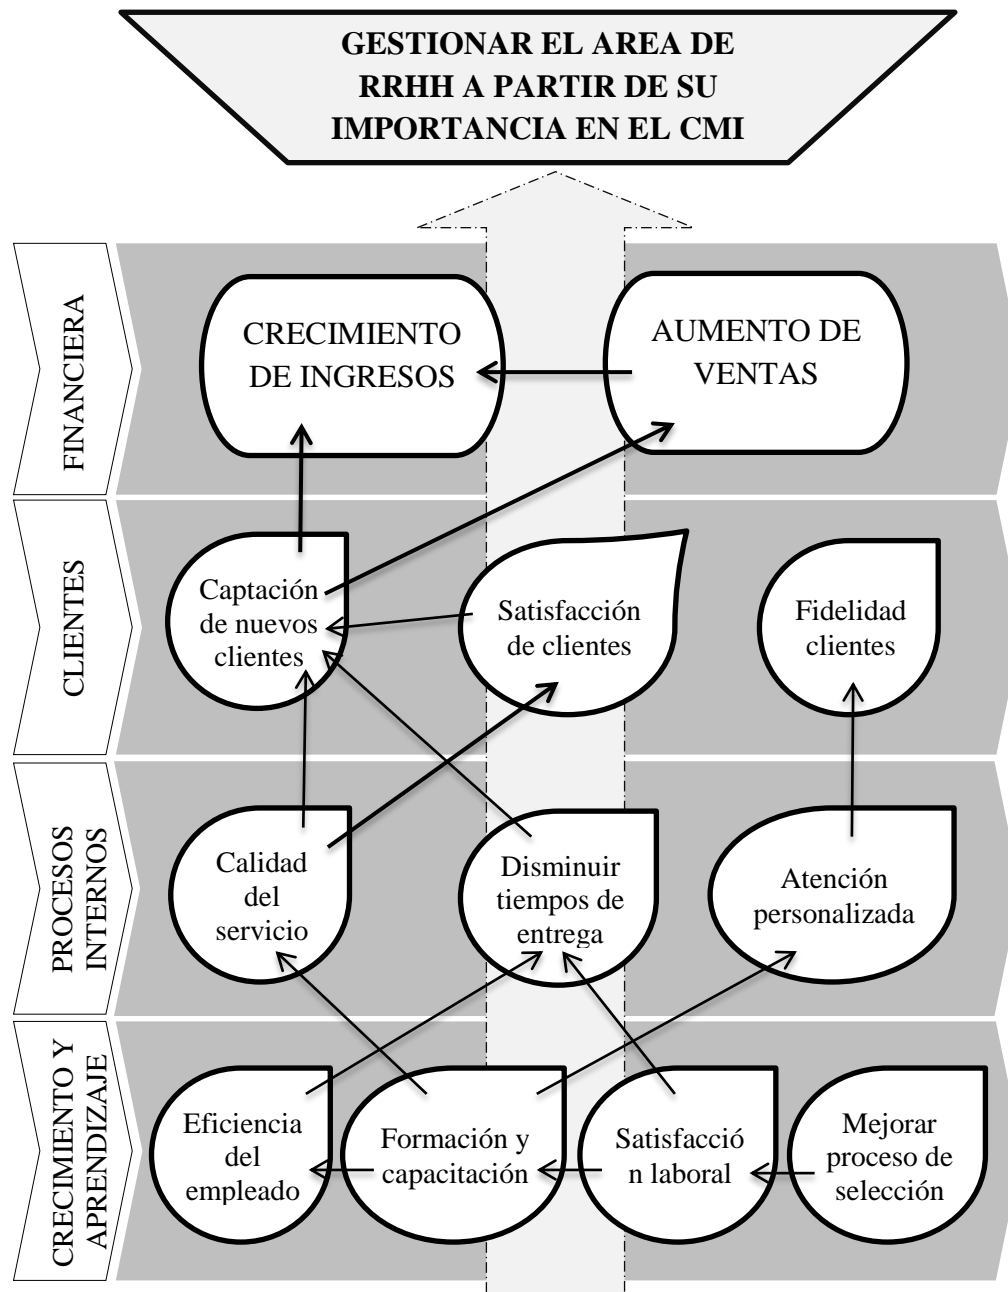 GESTIONAR EL AREA DE
RRHH A PARTIR DE SU
IMPORTANCIA EN EL CMI
FINANCIERA
CRECIMIENTO
DE INGRESOS
AUMENTO DE
VENTAS
CLIENTES
Captación
de nuevos
clientes
Satisfacción
de clientes
Fidelidad
clientes
PROCESOS
INTERNOS
Calidad
del
servicio
Disminuir
tiempos de
entrega
Atención
personalizada
CRECIMIENTO Y
APRENDIZAJE
Eficiencia
del
empleado
Formación y
capacitación
Satisfacció
n laboral
Mejorar
proceso de
selección